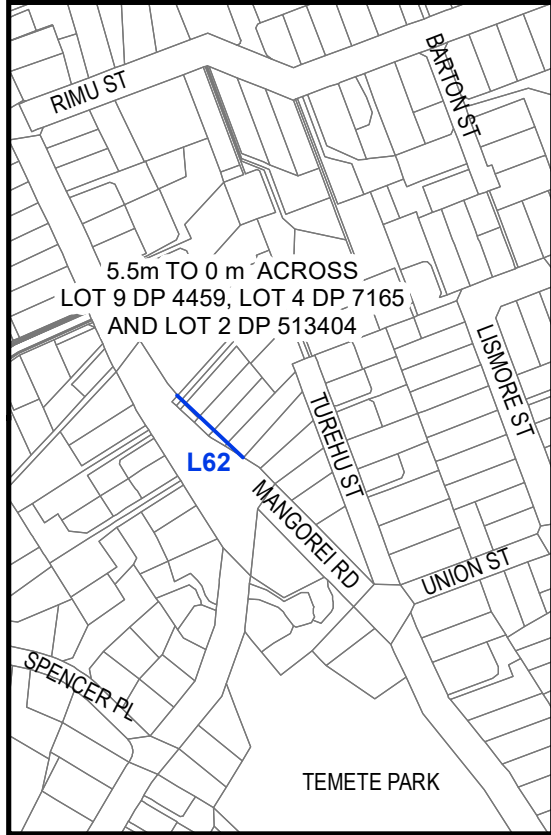 RIMU ST
BARTON ST
5.5m TO 0 m ACROSS
LOT 9 DP 4459, LOT 4 DP 7165
AND LOT 2 DP 513404
LISMORE ST
TUREHU ST
L62
MANGOREI RD
UNION ST
SPENCER PL
TEMETE PARK